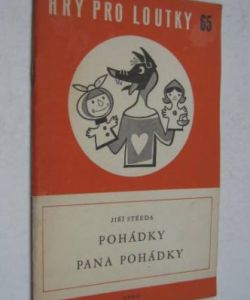 HRY PRO LOUTKY 65
JIŘÍ STŘEDA
POHÁDKY
PANA POHÁDKY